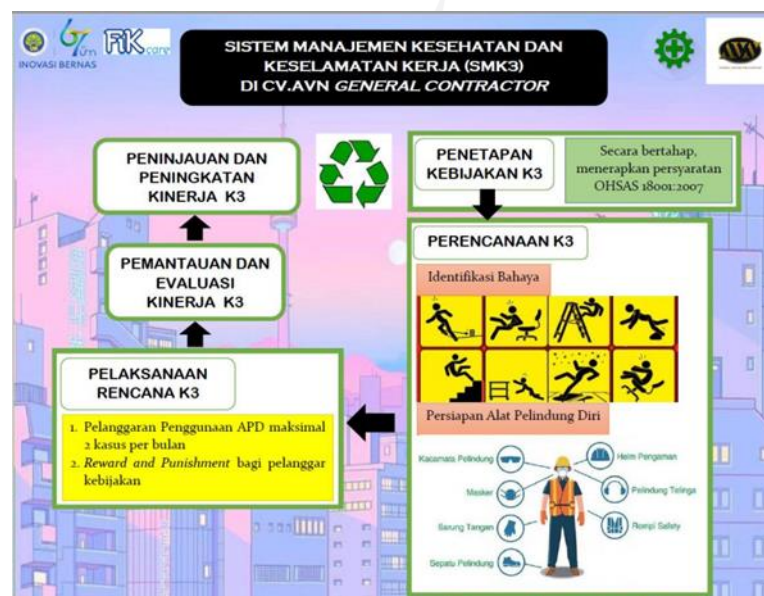 UM
FIK care
INOVASI BERNAS
SISTEM MANAJEMEN KESEHATAN DAN
KESELAMATAN KERJA (SMK3)
DI CV.AVN GENERAL CONTRACTOR
PENINJAUAN DAN
PENINGKATAN
KINERJA K3
PEMANTAUAN DAN
EVALUASI
KINERJA K3
PELAKSANAAN
RENCANA K3
1. Pelanggaran Penggunaan APD maksimal
2 kasus per bulan
2. Reward and Punishment bagi pelanggar
kebijakan
PENETAPAN
KEBIJAKAN K3
Secara bertahap,
menerapkan persyaratan
OHSAS 18001:2007
PERENCANAAN K3
Identifikasi Bahaya
Persiapan Alat Pelindung Diri
Kacamata Pelindung
Helm Pengaman
Masker
Pelindung Telinga
Sarung Tangan
Rompi Safety
Sepatu Pelindung